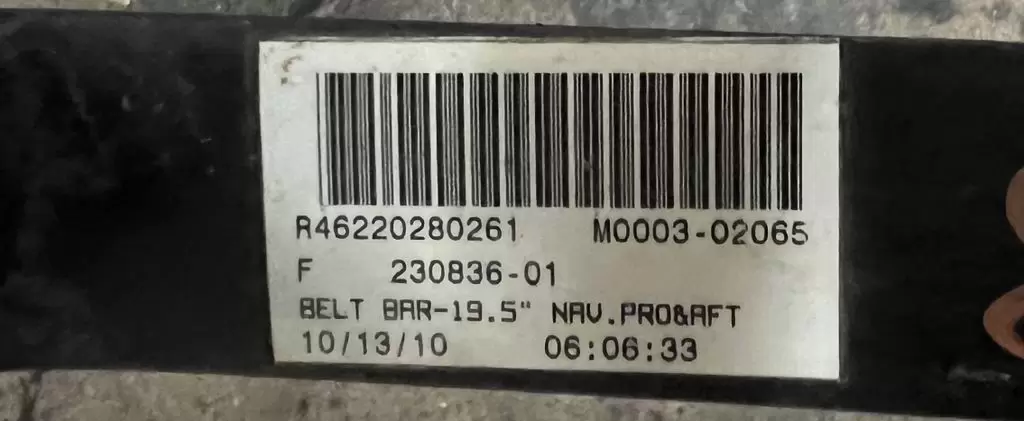 R46220280261 M0003-02065
F 230836-01
BELT BAR-19.5" NAV.PRO&AFT
10/13/10 06:06:33